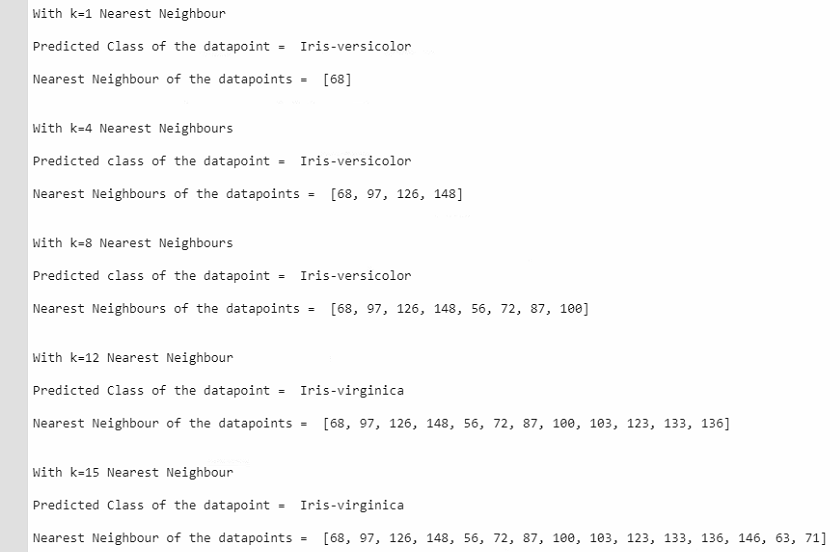 With k=1 Nearest Neighbour
Predicted Class of the datapoint = Iris-versicolor
Nearest Neighbour of the datapoints = [68]
With k=4 Nearest Neighbours
Predicted class of the datapoint = Iris-versicolor
Nearest Neighbours of the datapoints = [68, 97, 126, 148]
With k=8 Nearest Neighbours
Predicted class of the datapoint = Iris-versicolor
Nearest Neighbours of the datapoints = [68, 97, 126, 148, 56, 72, 87, 100]
With k=12 Nearest Neighbour
Predicted Class of the datapoint = Iris-virginica
Nearest Neighbour of the datapoints = [68, 97, 126, 148, 56, 72, 87, 100, 103, 123, 133, 136]
With k=15 Nearest Neighbour
Predicted Class of the datapoint = Iris-virginica
Nearest Neighbour of the datapoints = [68, 97, 126, 148, 56, 72, 87, 100, 103, 123, 133, 136, 146, 63, 71]